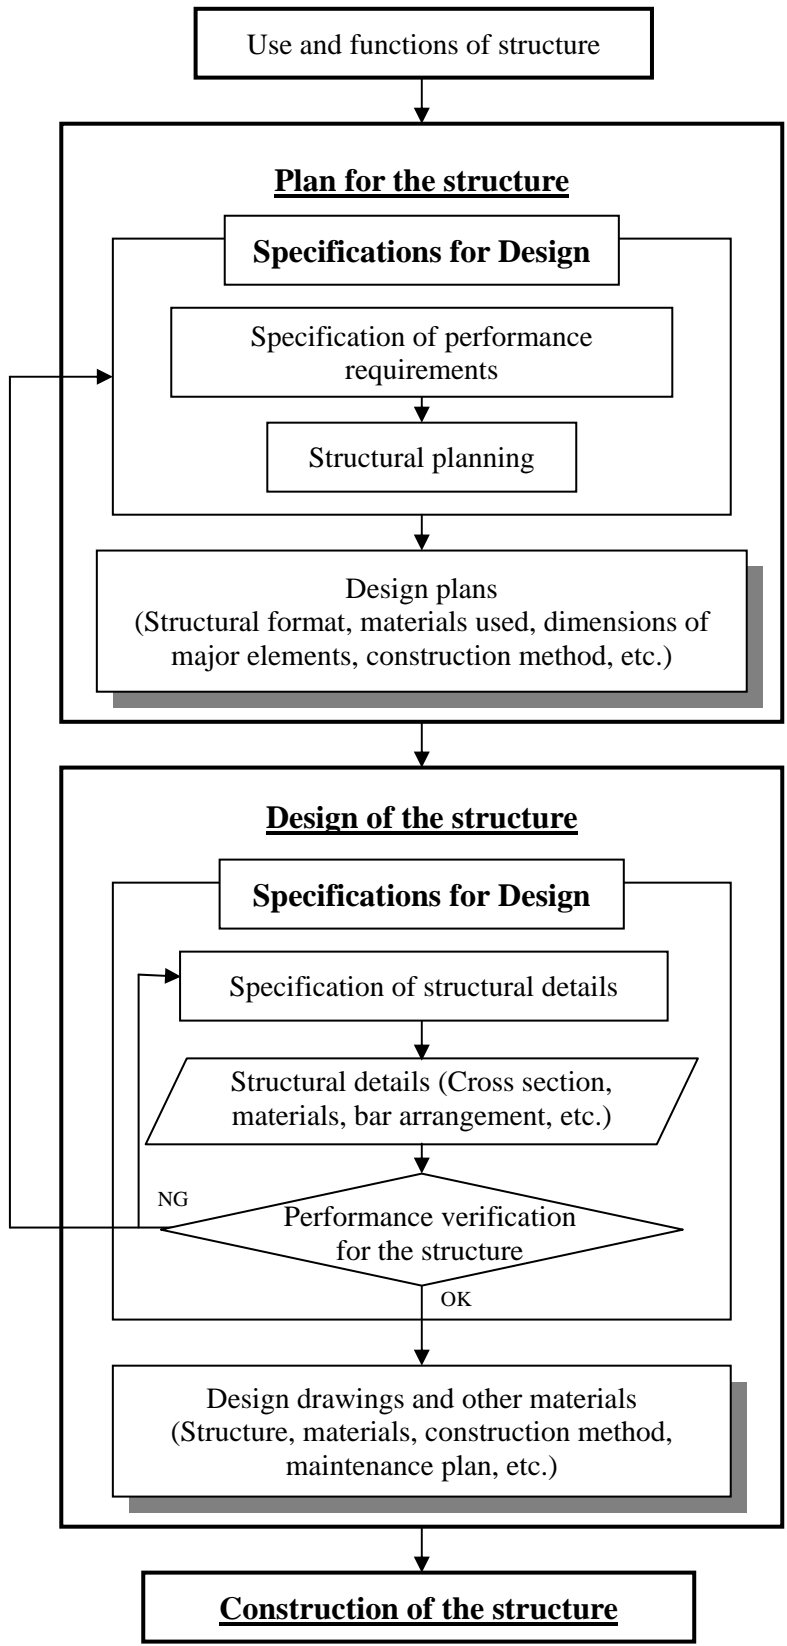 Use and functions of structure
Plan for the structure
Specifications for Design
Specification of performance
requirements
Structural planning
Design plans
(Structural format, materials used, dimensions of
major elements, construction method, etc.)
Design of the structure
Specifications for Design
Specification of structural details
Structural details (Cross section,
materials, bar arrangement, etc.)
NG
Performance verification
for the structure
OK
Design drawings and other materials
(Structure, materials, construction method,
maintenance plan, etc.)
Construction of the structure